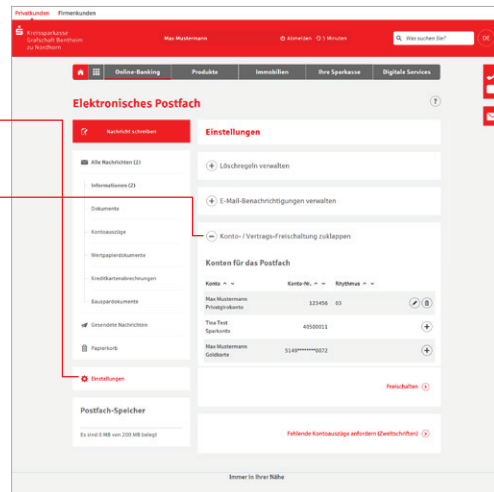 Privatkunden Firmenkunden
Kreissparkasse
Grafschaft Bentheim
zu Nordhorn
Max Mustermann
Abmelden 5 Minuten
Was suchen Sie?
DE
Online-Banking Produkte Immobilien Ihre Sparkasse Digitale Services
Elektronisches Postfach
?
Nachricht schreiben
Alle Nachrichten (2)
Informationen (2)
Dokumente
Kontoauszüge
Wertpapierdokumente
Kreditkartenabrechnungen
Bauspardokumente
Gesendete Nachrichten
Papierkorb
Einstellungen
Postfach-Speicher
Es sind 0 MB von 200 MB belegt
Einstellungen
Löschregeln verwalten
E-Mail-Benachrichtigungen verwalten
Konto- / Vertrags-Freischaltung zuklappen
Konten für das Postfach
Konto Konto-Nr. Rhythmus
Max Mustermann
Privatgirokonto
123456 03
Tina Test
Sparkonto
40500011
Max Mustermann
Goldkarte
5148********0072
Freischalten
Fehlende Kontoauszüge anfordern (Zweitschriften)
Immer in Ihrer Nähe